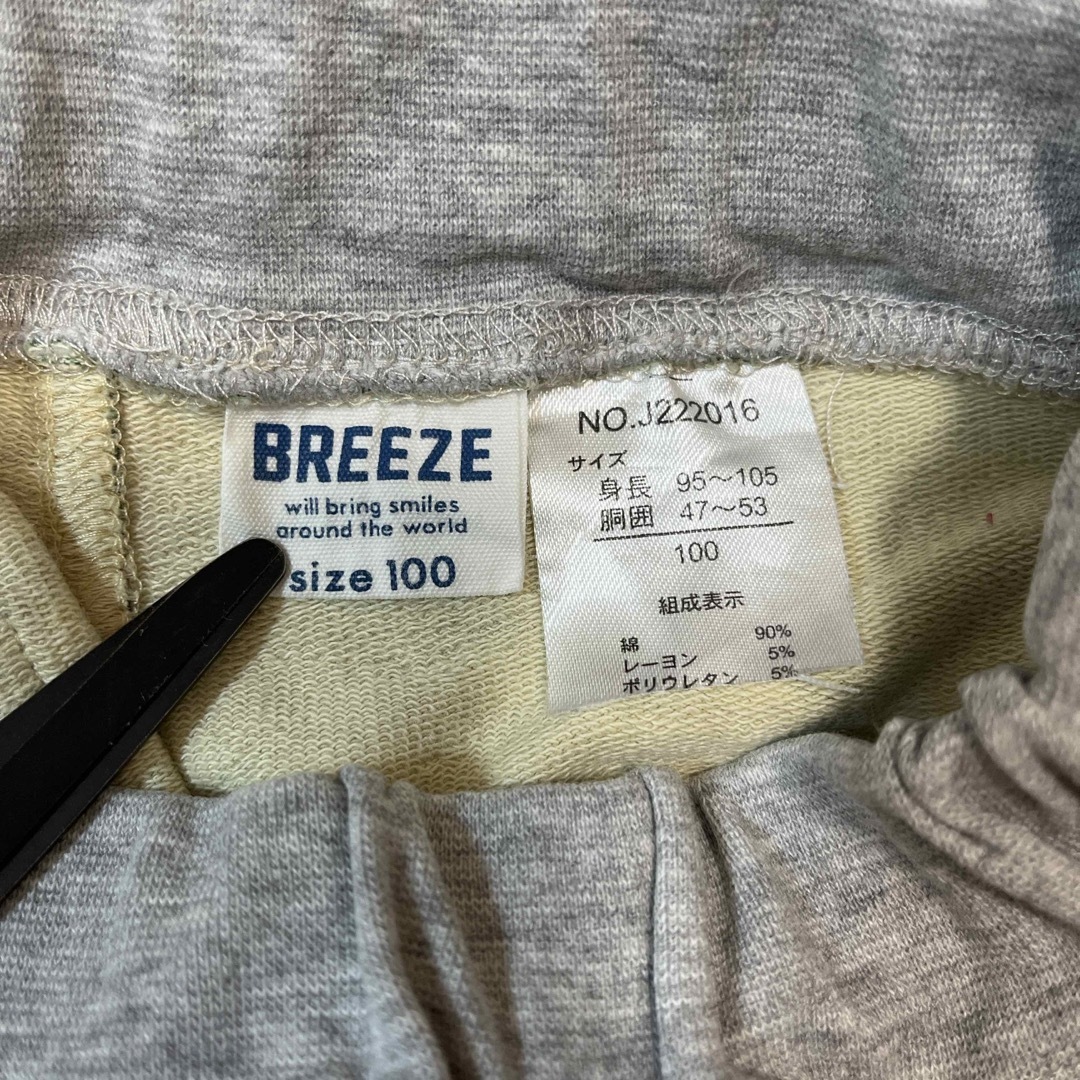 BREEZE
will bring smiles
around the world
size 100
NO.J222016
サイズ
身長 95～105
胴囲 47～53
100
組成表示
綿 90%
レーヨン 5%
ポリウレタン 5%